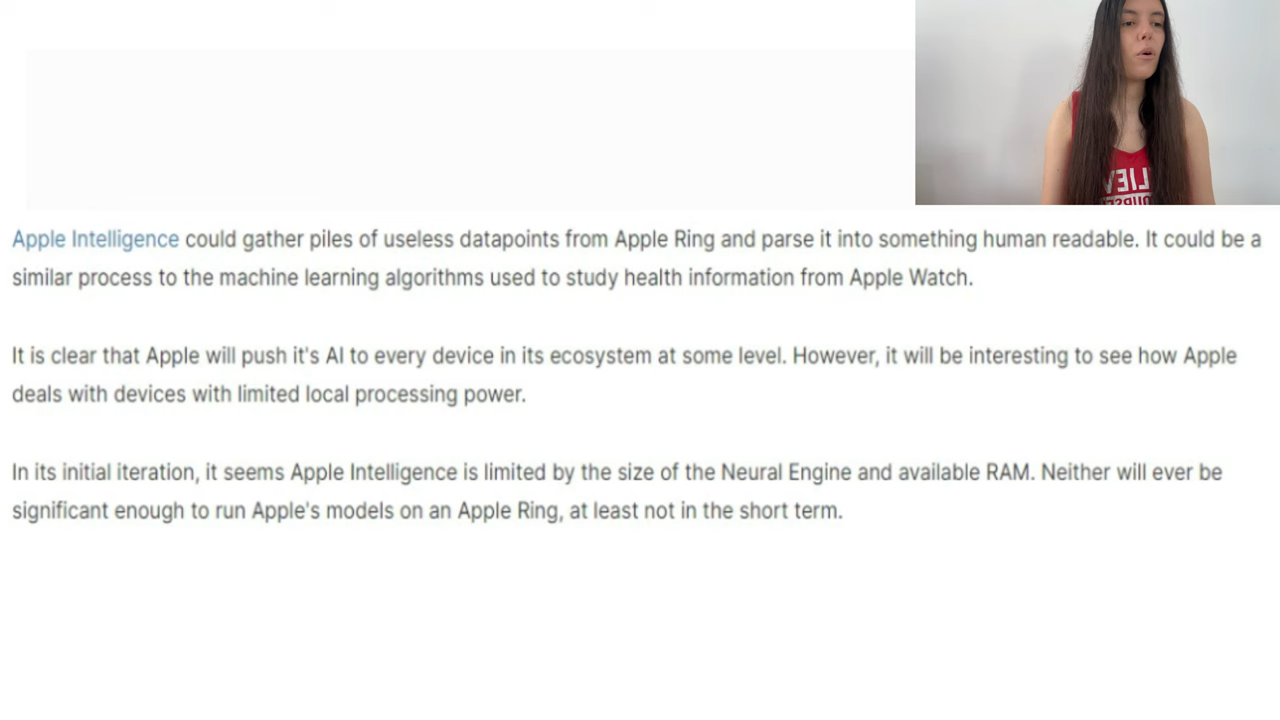 LIEV
OURSE
Apple Intelligence could gather piles of useless datapoints from Apple Ring and parse it into something human readable. It could be a
similar process to the machine learning algorithms used to study health information from Apple Watch.
It is clear that Apple will push it's AI to every device in its ecosystem at some level. However, it will be interesting to see how Apple
deals with devices with limited local processing power.
In its initial iteration, it seems Apple Intelligence is limited by the size of the Neural Engine and available RAM. Neither will ever be
significant enough to run Apple's models on an Apple Ring, at least not in the short term.